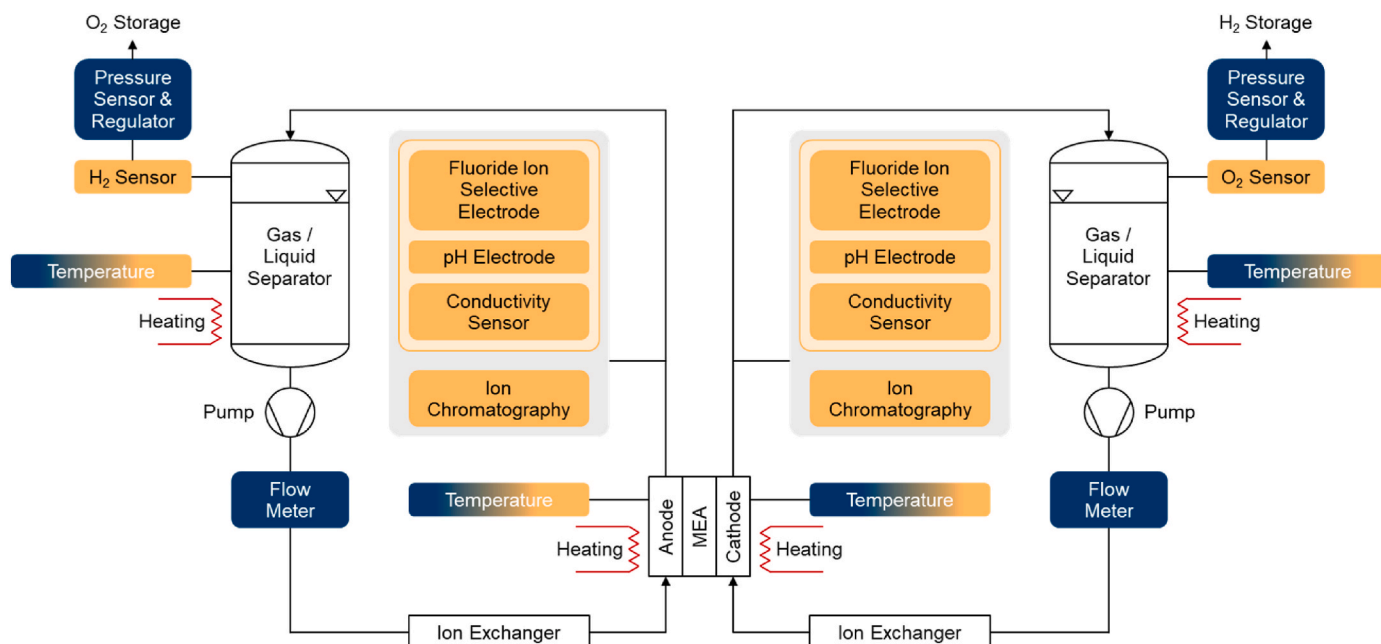 O₂ Storage
H₂ Storage
Pressure
Sensor &
Regulator
Pressure
Sensor &
Regulator
H₂ Sensor
Fluoride Ion
Selective
Electrode
Fluoride Ion
Selective
Electrode
O₂ Sensor
Gas /
Liquid
Separator
pH Electrode
pH Electrode
Gas /
Liquid
Separator
Temperature
Temperature
Heating
Conductivity
Sensor
Conductivity
Sensor
Heating
Ion
Chromatography
Ion
Chromatography
Pump
Pump
Flow
Meter
Temperature
Anode
MEA
Cathode
Temperature
Flow
Meter
Heating
Heating
Ion Exchanger
Ion Exchanger